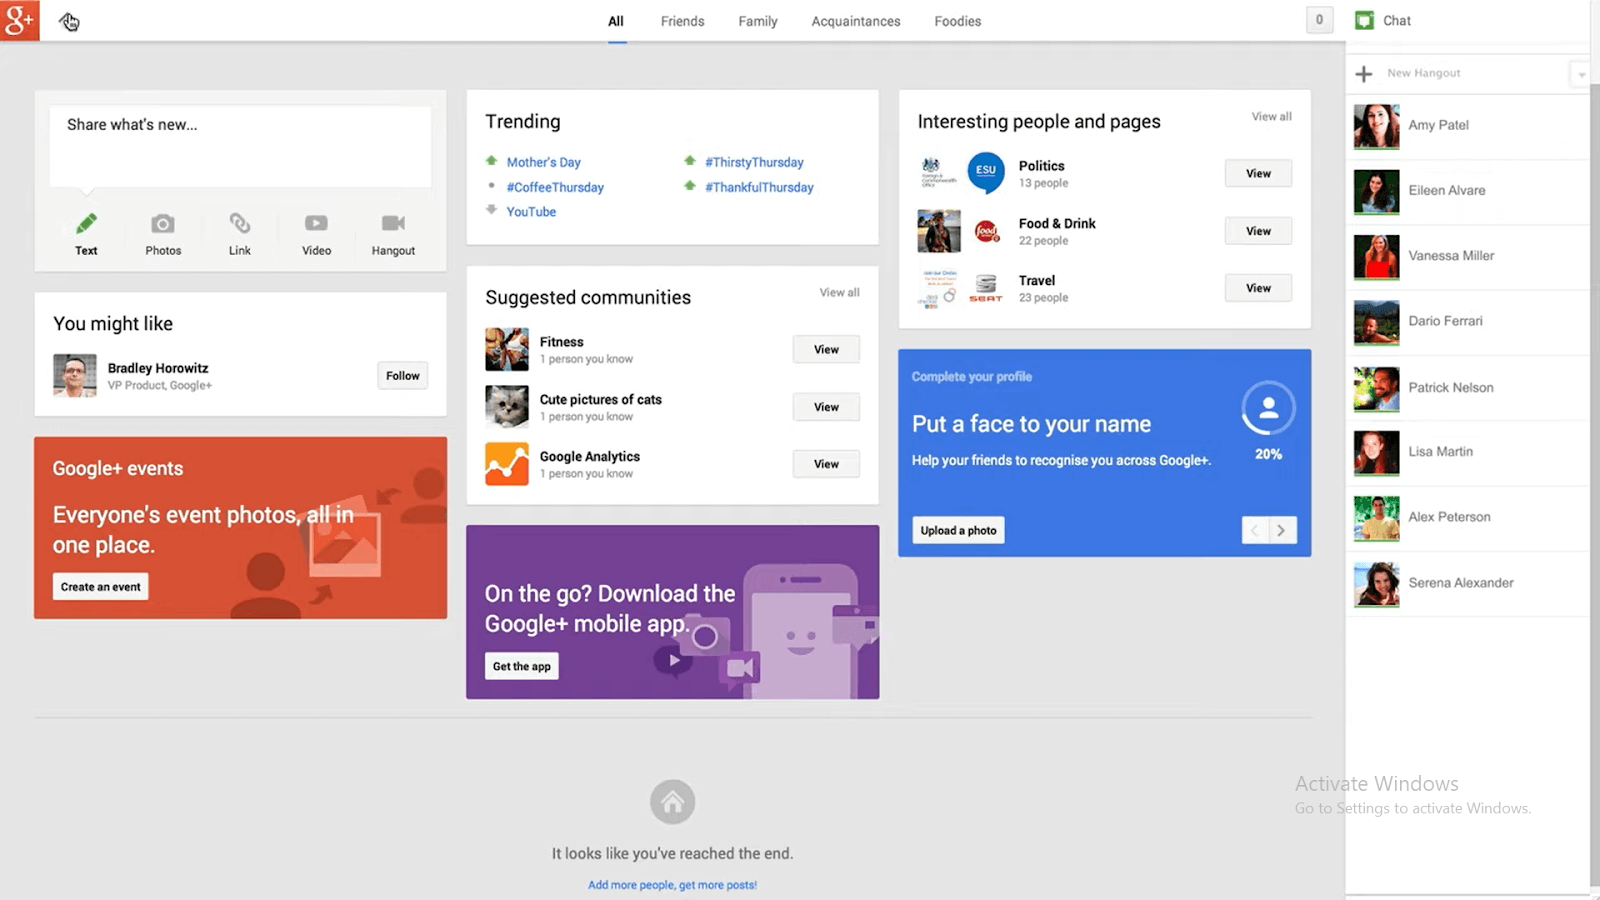 g+
All
Friends
Family
Acquaintances
Foodies
0
Chat
New Hangout
Share what's new...
Text
Photos
Link
Video
Hangout
You might like
Bradley Horowitz
VP Product, Google+
Follow
Google+ events
Everyone's event photos, all in
one place.
Create an event
Trending
Mother's Day
#ThirstyThursday
#CoffeeThursday
#ThankfulThursday
YouTube
Suggested communities
View all
Fitness
1 person you know
View
Cute pictures of cats
1 person you know
View
Google Analytics
1 person you know
View
On the go? Download the
Google+ mobile app.
Get the app
Interesting people and pages
View all
ESU
Politics
13 people
View
food
Food & Drink
22 people
View
SEAT
Travel
23 people
View
Complete your profile
Put a face to your name
Help your friends to recognise you across Google+.
20%
Upload a photo
Amy Patel
Eileen Alvare
Vanessa Miller
Dario Ferrari
Patrick Nelson
Lisa Martin
Alex Peterson
Serena Alexander
It looks like you've reached the end.
Add more people, get more posts!
Activate Windows
Go to Settings to activate Windows.